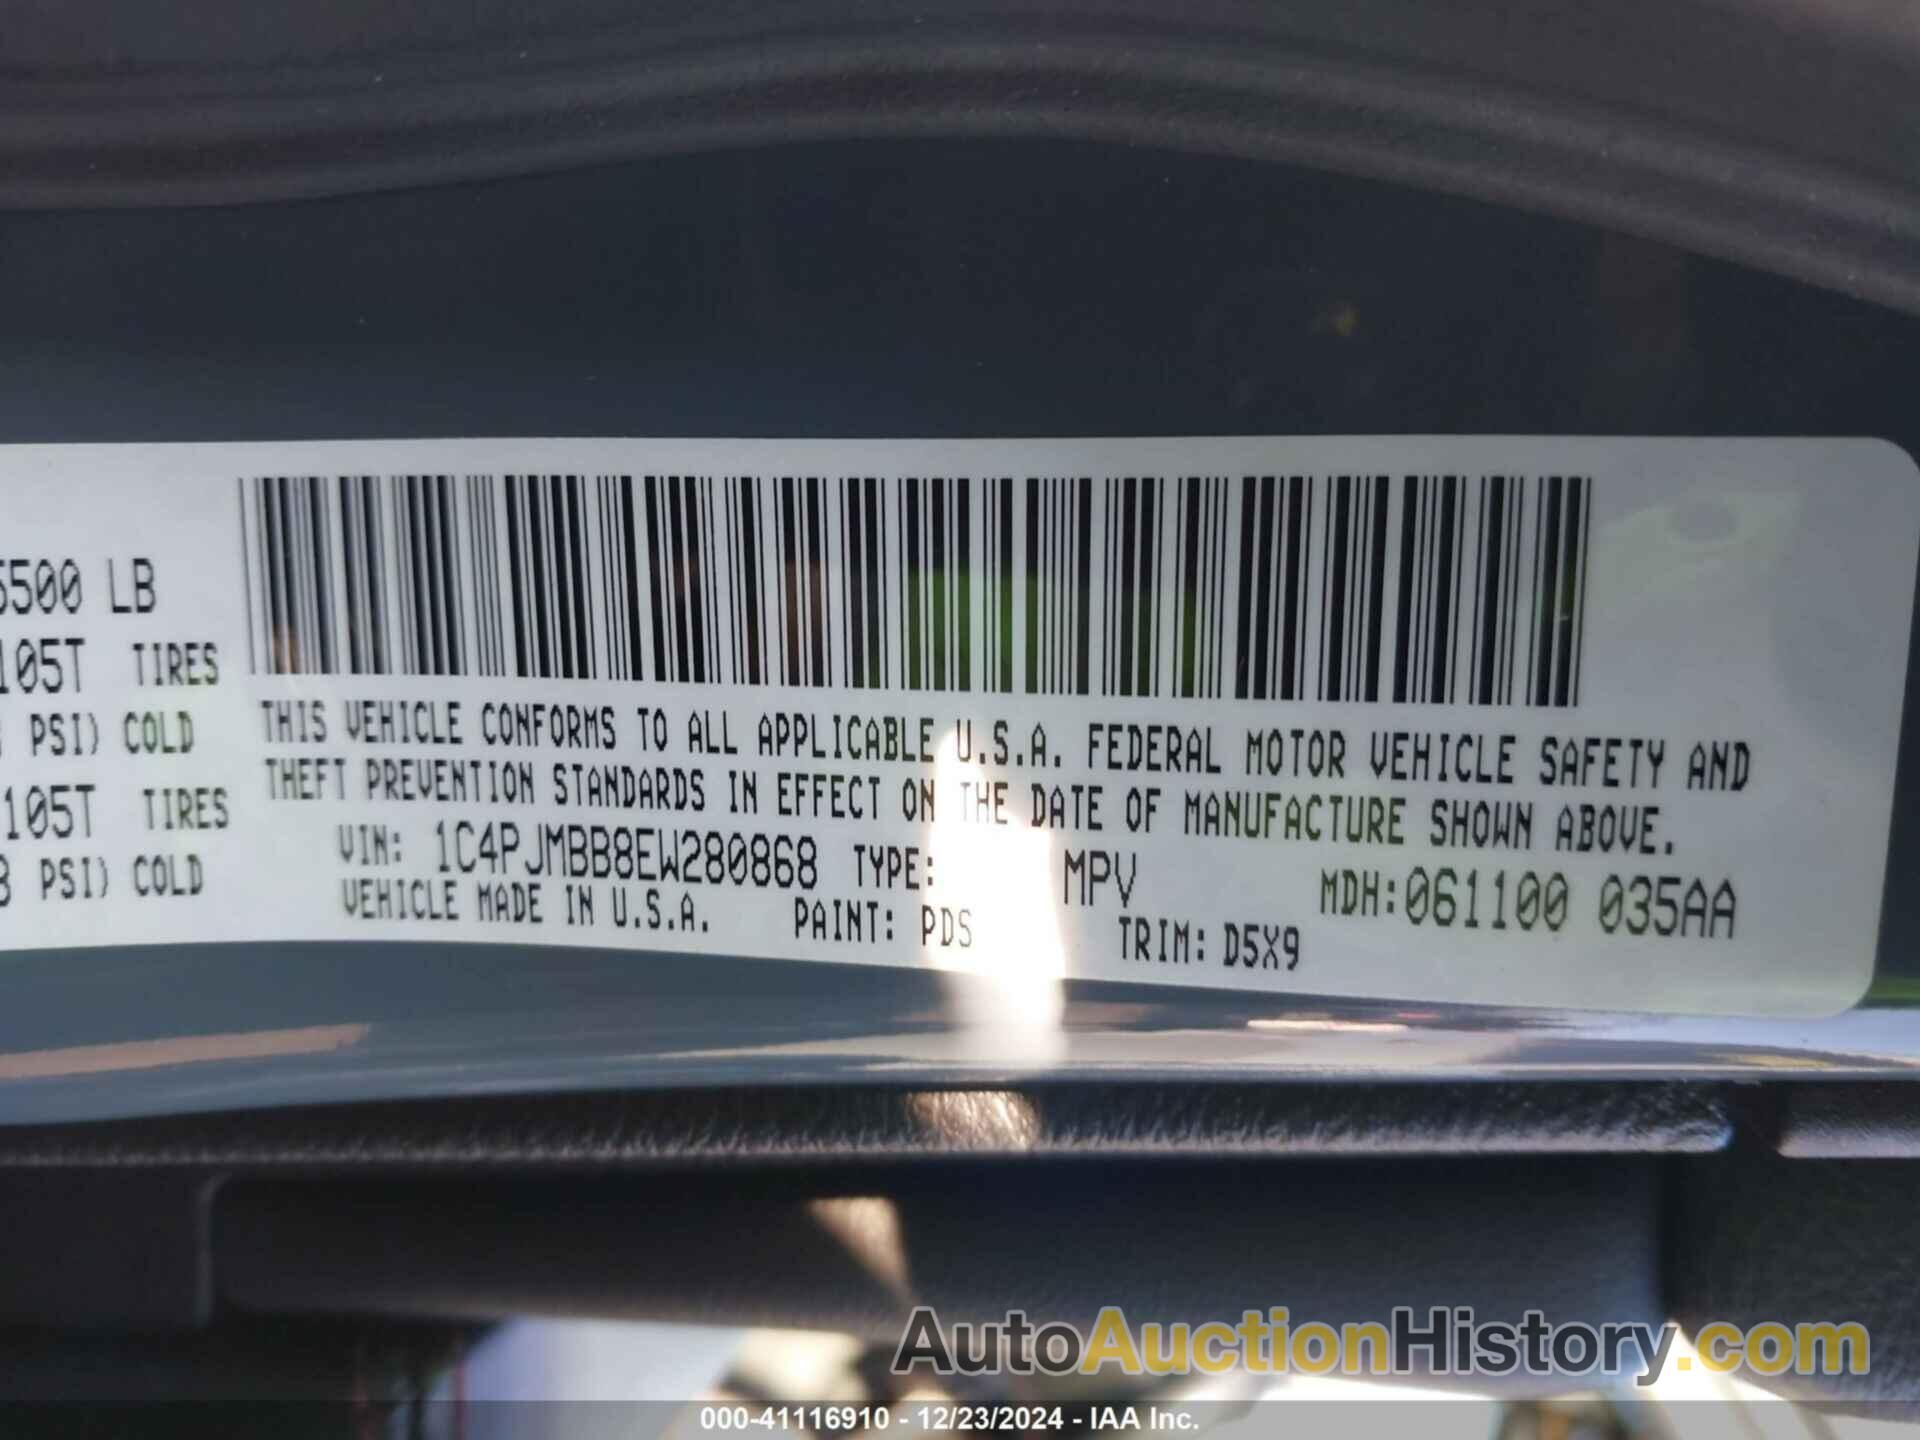 5500 LB
105T TIRES
PSI) COLD
105T TIRES
PSI) COLD
THIS VEHICLE CONFORMS TO ALL APPLICABLE U.S.A. FEDERAL MOTOR VEHICLE SAFETY AND
THEFT PREVENTION STANDARDS IN EFFECT ON THE DATE OF MANUFACTURE SHOWN ABOVE.
VIN: 1C4PJMBB8EW280868 TYPE: MPV MDH:061100 035AA
VEHICLE MADE IN U.S.A. PAINT: PDS TRIM: D5X9
AutoAuctionHistory.com
000-41116910 - 12/23/2024 - IAA Inc.